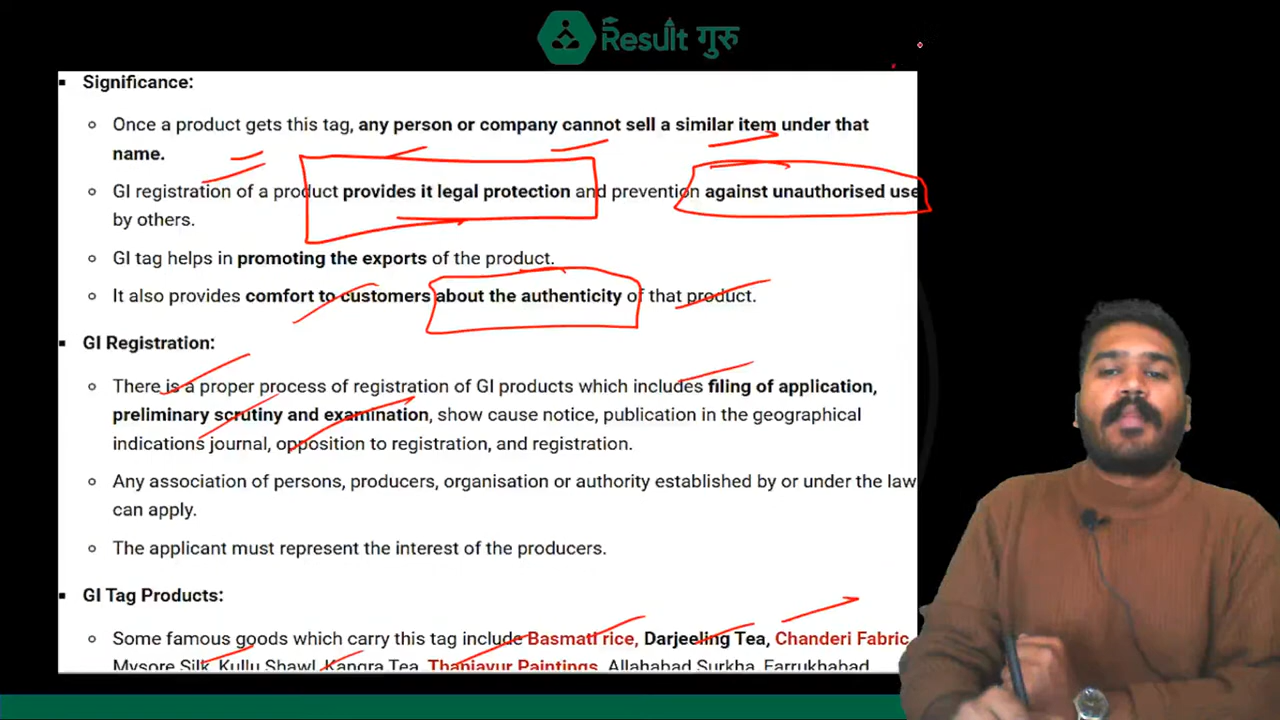 Result गुरु
Significance:
Once a product gets this tag, any person or company cannot sell a similar item under that
name.
GI registration of a product provides it legal protection and prevention against unauthorised use
by others.
GI tag helps in promoting the exports of the product.
It also provides comfort to customers about the authenticity of that product.
GI Registration:
There is a proper process of registration of GI products which includes filing of application,
preliminary scrutiny and examination, show cause notice, publication in the geographical
indications journal, opposition to registration, and registration.
Any association of persons, producers, organisation or authority established by or under the law
can apply.
The applicant must represent the interest of the producers.
GI Tag Products:
Some famous goods which carry this tag include Basmati rice, Darjeeling Tea, Chanderi Fabric,
Mysore Silk, Kullu Shawl, Kangra Tea, Thanjavur Paintings, Allahabad Surkha, Farrukhabad